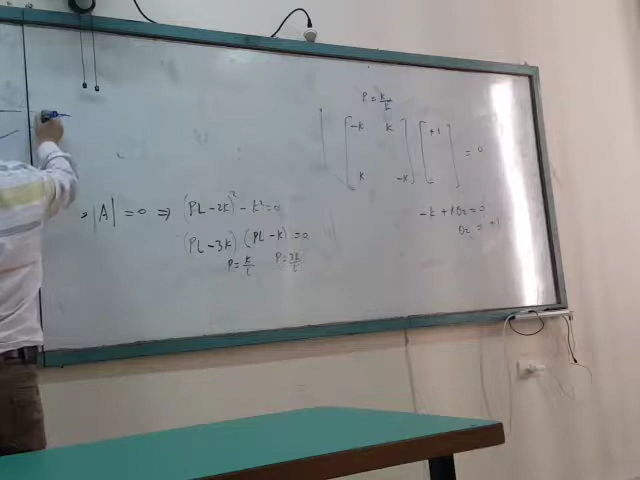 |A| = 0 ⇒ (PL - 2K)² - K² = 0
(PL - 3K) (PL - K) = 0
P = K/L P = 3K/L
-K K
K -K
+1
= 0
-K + Kθ₂ = 0
θ₂ = +1